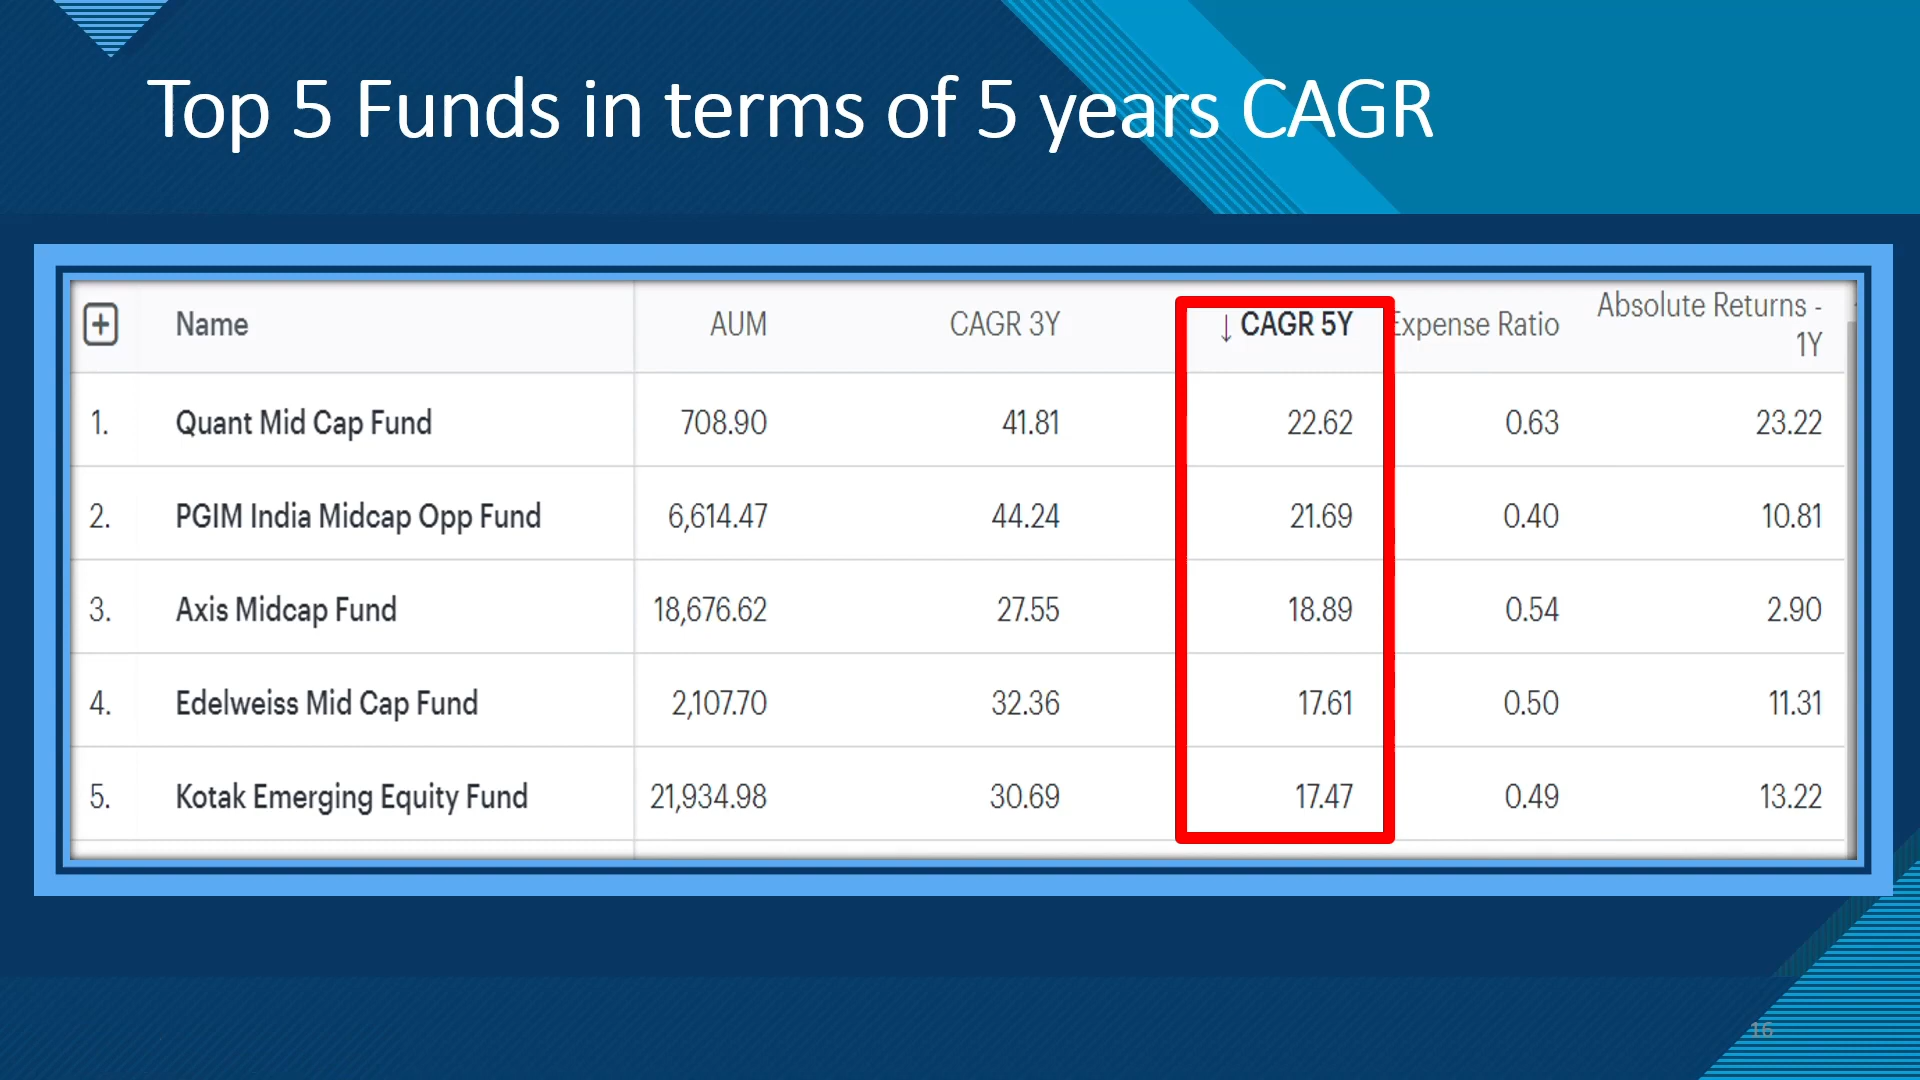 Top 5 Funds in terms of 5 years CAGR
Name AUM CAGR 3Y ↓ CAGR 5Y Expense Ratio Absolute Returns - 1Y
1. Quant Mid Cap Fund 708.90 41.81 22.62 0.63 23.22
2. PGIM India Midcap Opp Fund 6,614.47 44.24 21.69 0.40 10.81
3. Axis Midcap Fund 18,676.62 27.55 18.89 0.54 2.90
4. Edelweiss Mid Cap Fund 2,107.70 32.36 17.61 0.50 11.31
5. Kotak Emerging Equity Fund 21,934.98 30.69 17.47 0.49 13.22
16